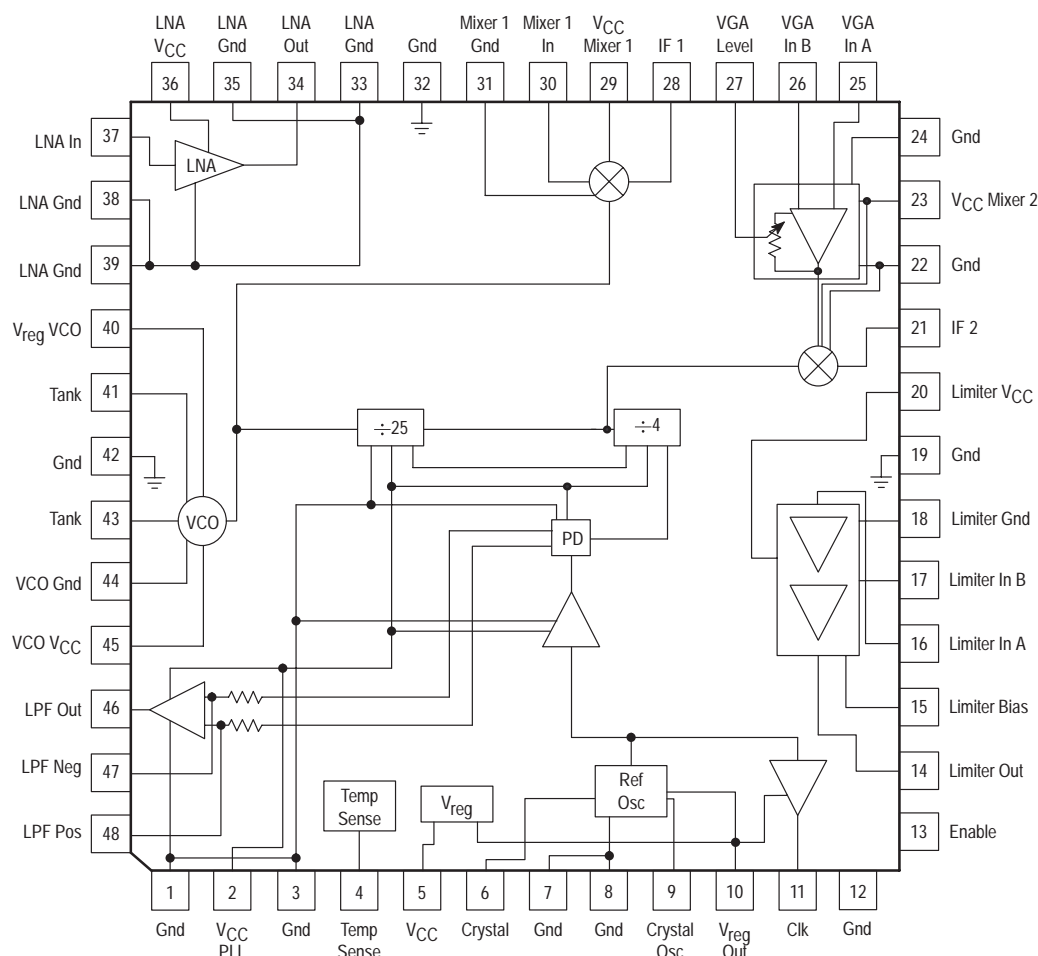 LNA LNA LNA LNA Mixer 1 Mixer 1 VCC VGA VGA VGA
VCC Gnd Out Gnd Gnd Gnd In Mixer 1 IF 1 Level In B In A
36 35 34 33 32 31 30 29 28 27 26 25
LNA In 37
LNA
24 Gnd
LNA Gnd 38
23 VCC Mixer 2
LNA Gnd 39
22 Gnd
Vreg VCO 40
21 IF 2
Tank 41
20 Limiter VCC
÷25
÷4
Gnd 42
19 Gnd
Tank 43
VCO
PD
18 Limiter Gnd
VCO Gnd 44
17 Limiter In B
VCO VCC 45
16 Limiter In A
LPF Out 46
15 Limiter Bias
LPF Neg 47
14 Limiter Out
Temp
Sense
Vreg
Ref
Osc
LPF Pos 48
13 Enable
1 2 3 4 5 6 7 8 9 10 11 12
Gnd VCC Gnd Temp VCC Crystal Gnd Gnd Crystal Vreg Clk Gnd
PLL Sense Osc Out